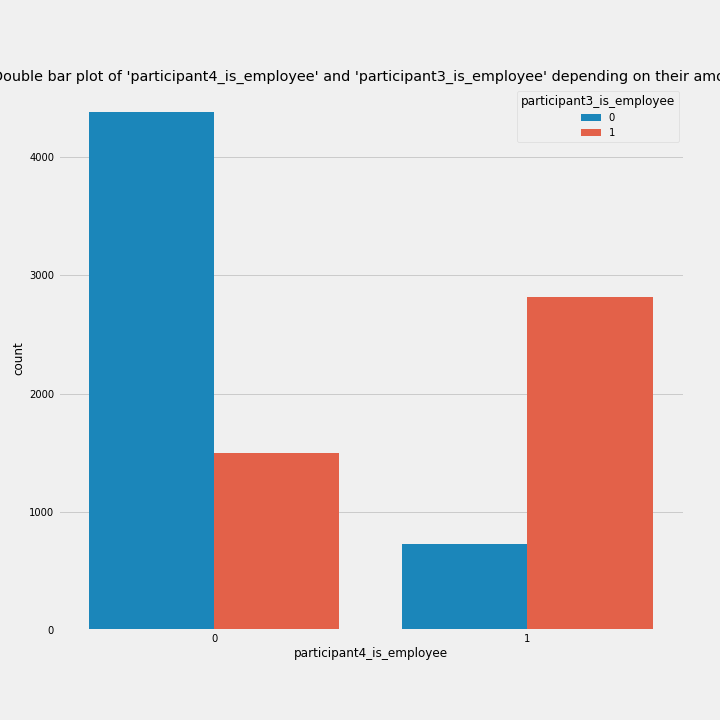 Double bar plot of 'participant4_is_employee' and 'participant3_is_employee' depending on their
participant3_is_employee
0
1
4000
3000
2000
1000
0
count
0 1
participant4_is_employee